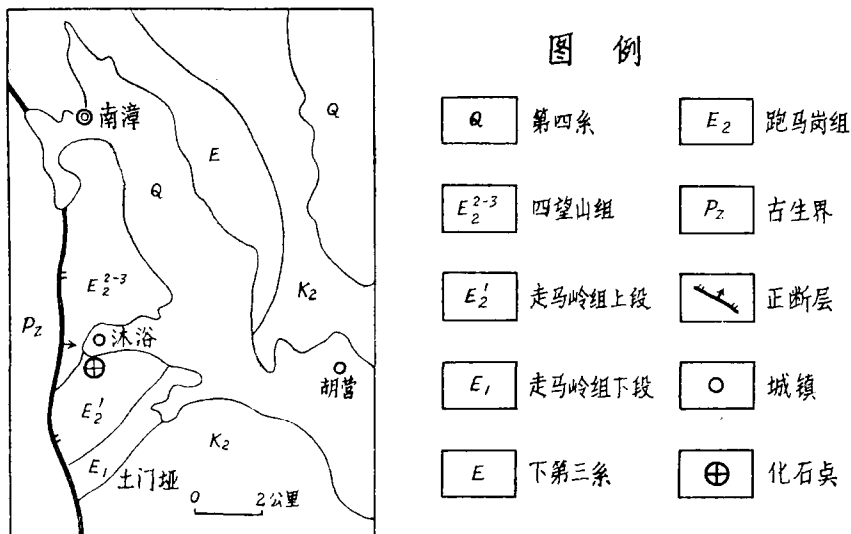 Q
南漳
E
Q
E₂²⁻³
K₂
P_Z
沐浴
胡营
E₂¹
K₂
E₁
土门垭
0 2公里
图 例
Q 第四系
E₂ 跑马岗组
E₂²⁻³ 四望山组
P_Z 古生界
E₂¹ 走马岭组上段
正断层
E₁ 走马岭组下段
城镇
E 下第三系
化石点